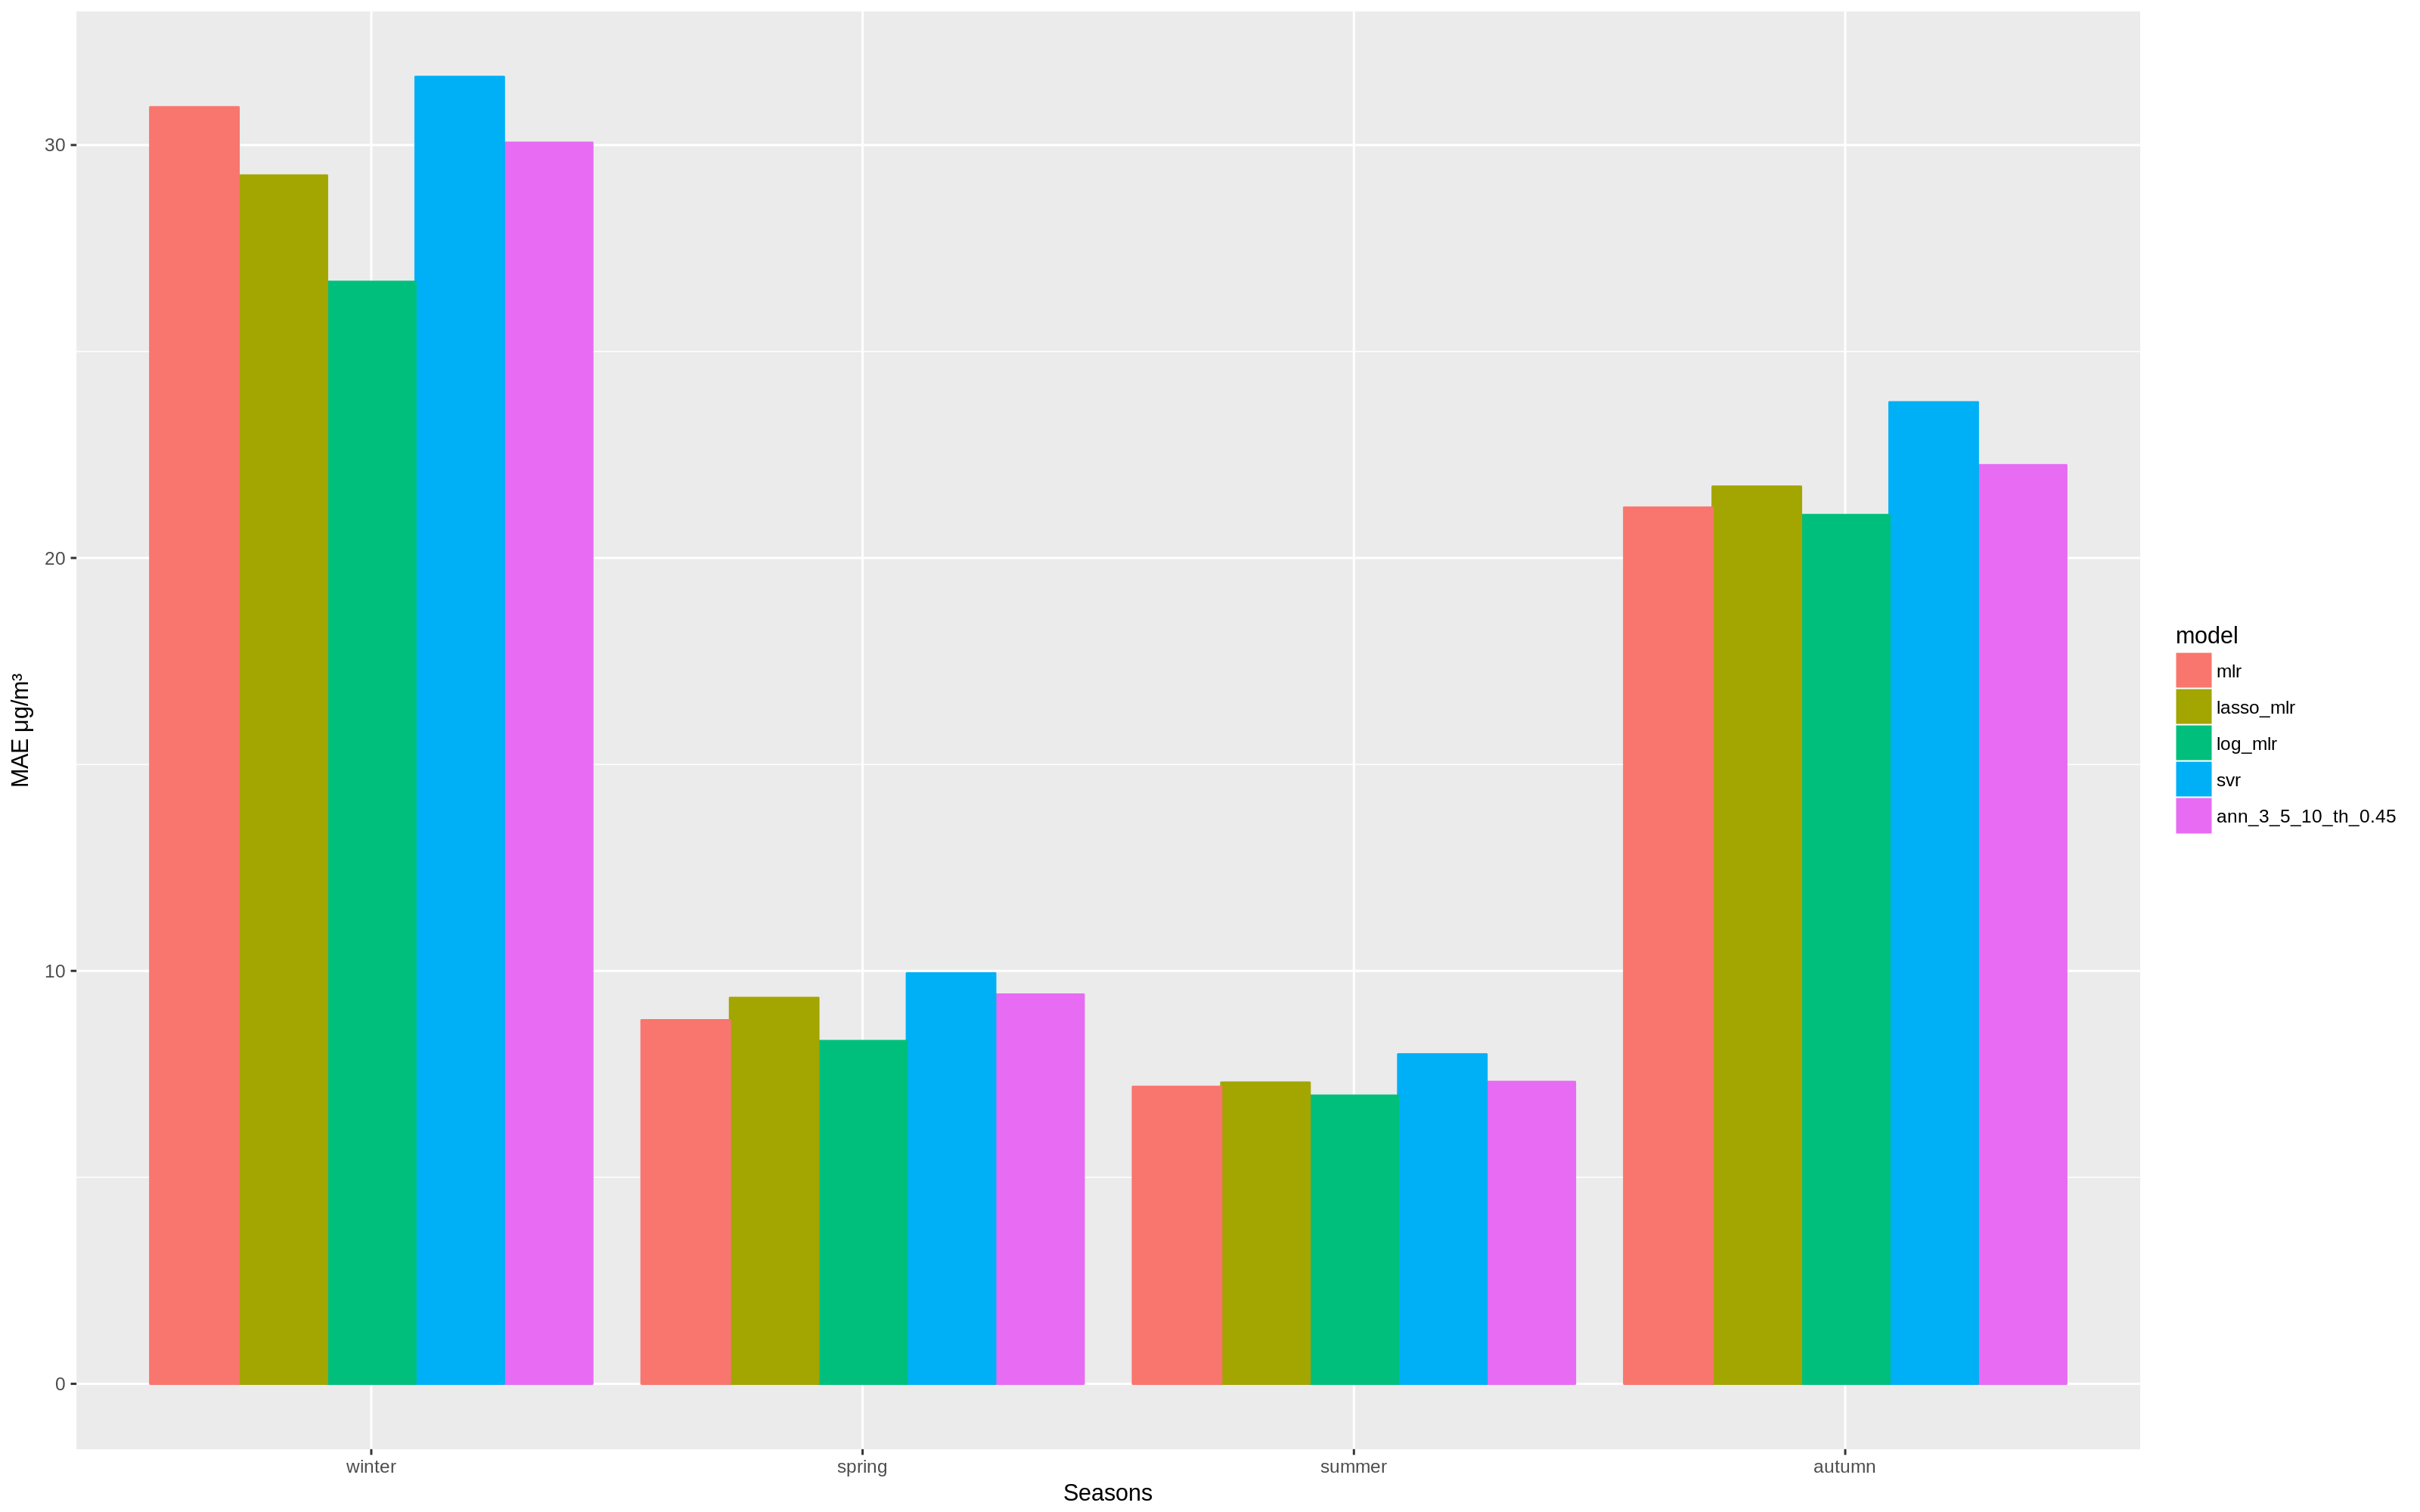 30
20
10
0
MAE μg/m³
winter
spring
summer
autumn
Seasons
model
mlr
lasso_mlr
log_mlr
svr
ann_3_5_10_th_0.45